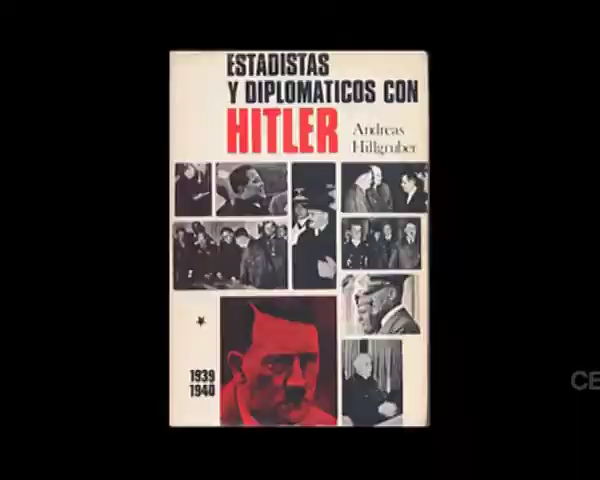 ESTADISTAS
Y DIPLOMATICOS CON
HITLER
Andreas
Hillgruber
1939
1940
CE